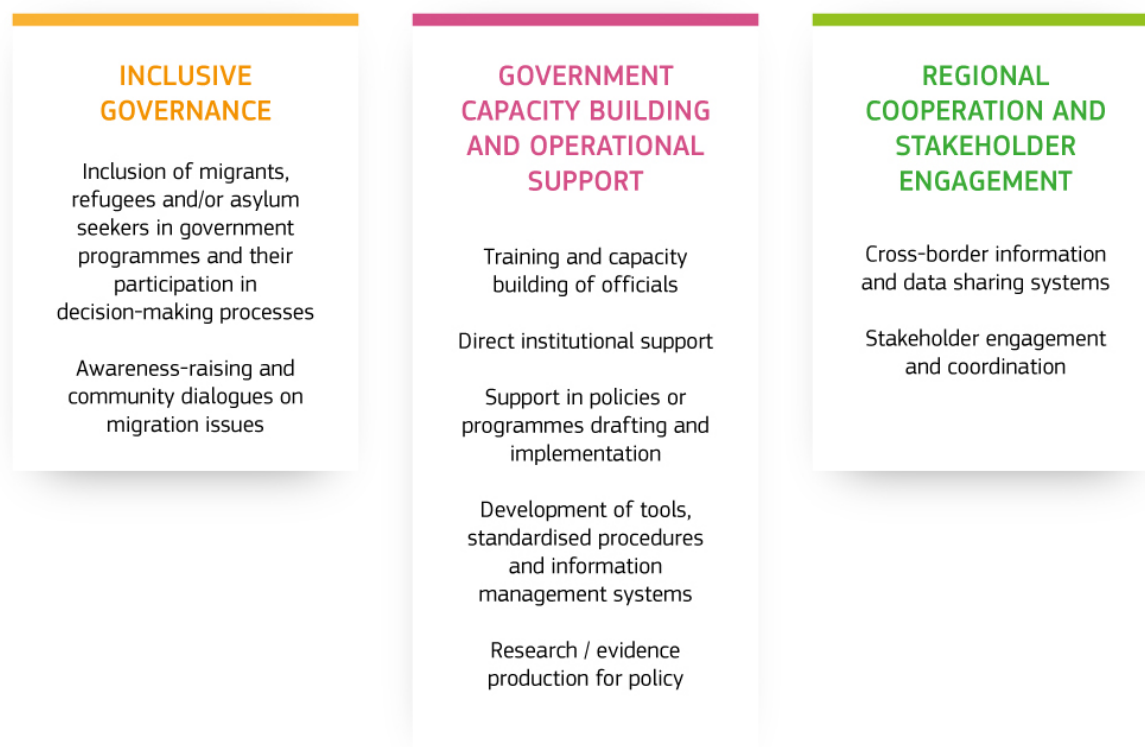 INCLUSIVE
GOVERNANCE
Inclusion of migrants,
refugees and/or asylum
seekers in government
programmes and their
participation in
decision-making processes
Awareness-raising and
community dialogues on
migration issues
GOVERNMENT
CAPACITY BUILDING
AND OPERATIONAL
SUPPORT
Training and capacity
building of officials
Direct institutional support
Support in policies or
programmes drafting and
implementation
Development of tools,
standardised procedures
and information
management systems
Research / evidence
production for policy
REGIONAL
COOPERATION AND
STAKEHOLDER
ENGAGEMENT
Cross-border information
and data sharing systems
Stakeholder engagement
and coordination